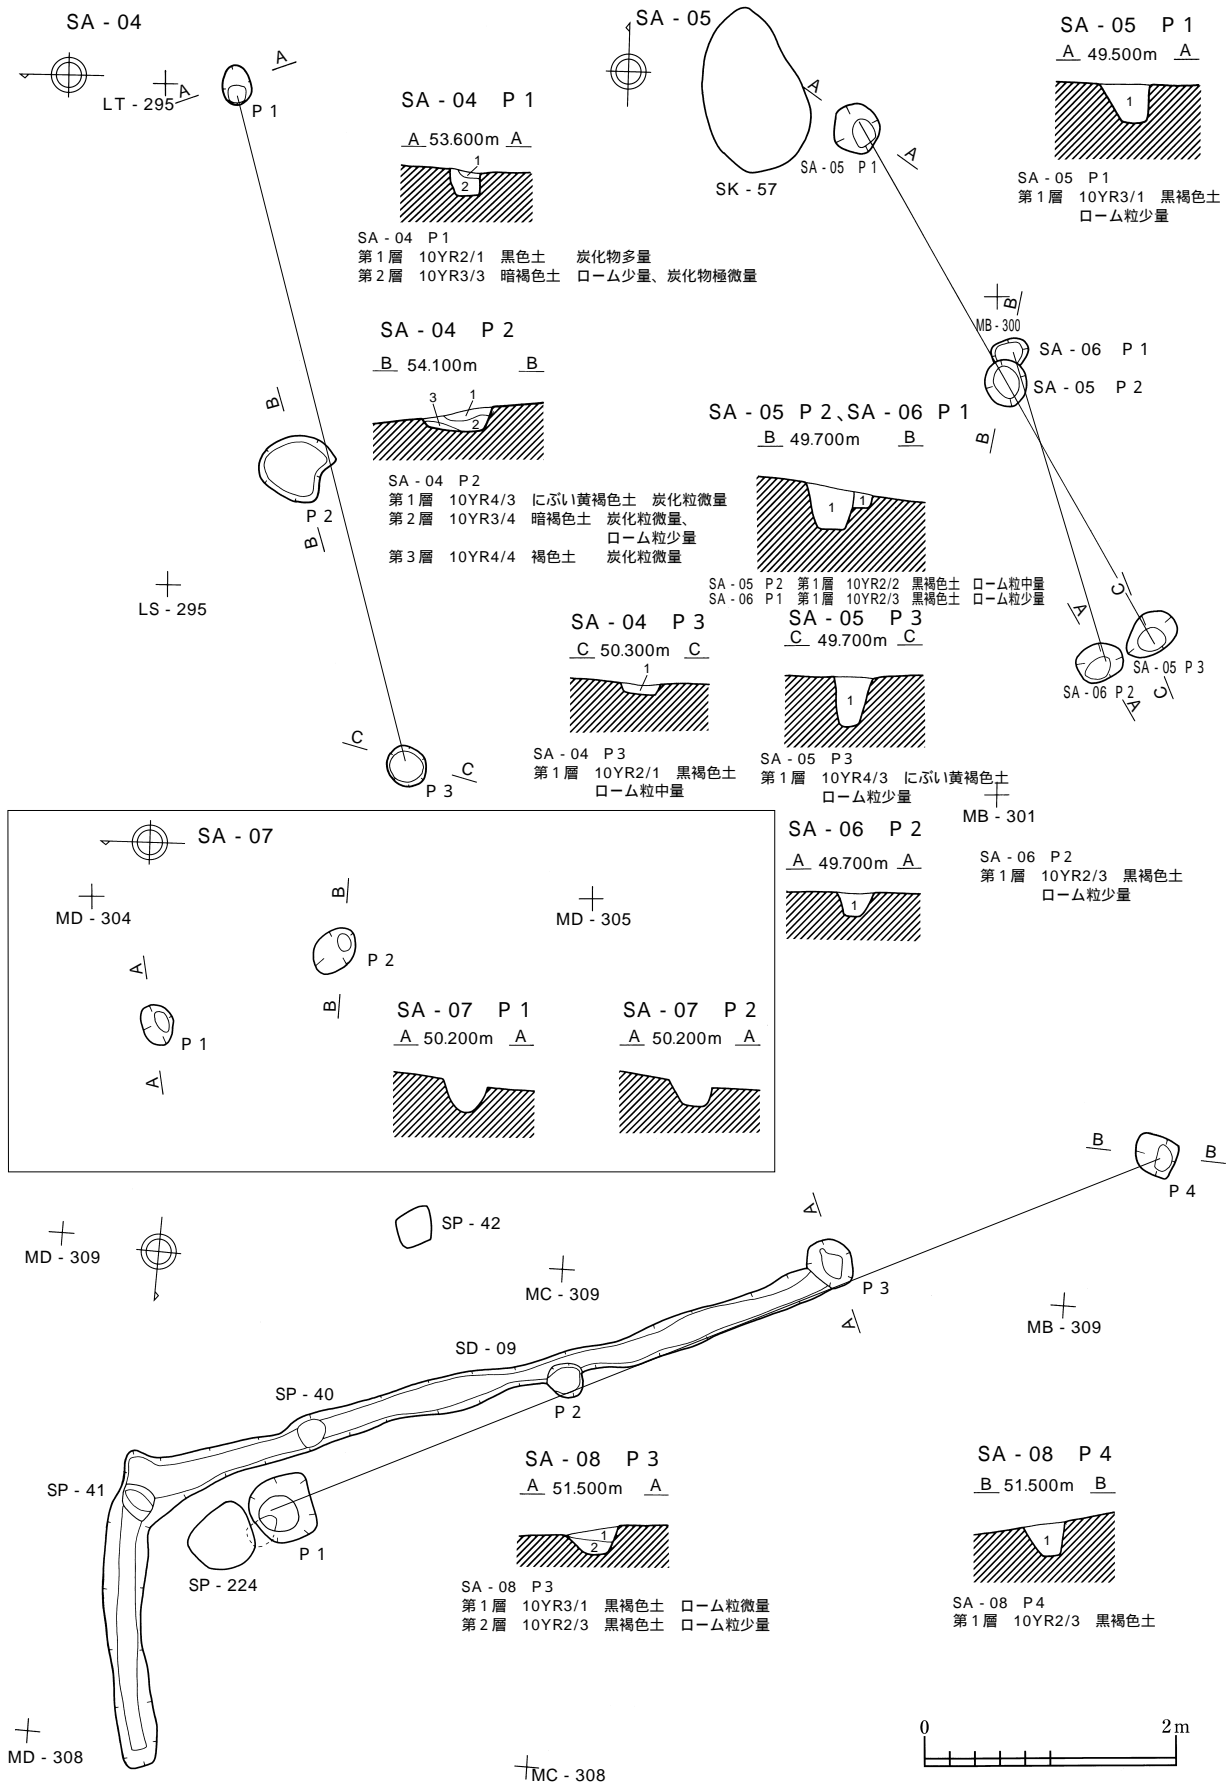 SA - 04
LT - 295
A
A
P 1
B
P 2
B
LS - 295
C
C
P 3
SA - 04 P 1
A 53.600m A
1
2
SA - 04 P 1
第1層 10YR2/1 黒色土 炭化物多量
第2層 10YR3/3 暗褐色土 ローム少量、炭化物極微量
SA - 04 P 2
B 54.100m B
3
1
2
SA - 04 P 2
第1層 10YR4/3 にぶい黄褐色土 炭化粒微量
第2層 10YR3/4 暗褐色土 炭化粒微量、
ローム粒少量
第3層 10YR4/4 褐色土 炭化粒微量
SA - 04 P 3
C 50.300m C
1
SA - 04 P 3
第1層 10YR2/1 黒褐色土
ローム粒中量
SA - 05
SK - 57
A
SA - 05 P 1
A
MB - 300
B
SA - 06 P 1
SA - 05 P 2
B
C
A
SA - 05 P 3
SA - 06 P 2
A
C
MB - 301
SA - 05 P 1
A 49.500m A
1
SA - 05 P 1
第1層 10YR3/1 黒褐色土
ローム粒少量
SA - 05 P 2、SA - 06 P 1
B 49.700m B
1
1
SA - 05 P 2 第1層 10YR2/2 黒褐色土 ローム粒中量
SA - 06 P 1 第1層 10YR2/3 黒褐色土 ローム粒少量
SA - 05 P 3
C 49.700m C
1
SA - 05 P 3
第1層 10YR4/3 にぶい黄褐色土
ローム粒少量
SA - 06 P 2
A 49.700m A
1
SA - 06 P 2
第1層 10YR2/3 黒褐色土
ローム粒少量
SA - 07
MD - 304
MD - 305
B
P 2
B
A
P 1
A
SA - 07 P 1
A 50.200m A
SA - 07 P 2
A 50.200m A
B
B
P 4
MD - 309
SP - 42
MC - 309
A
P 3
A
MB - 309
SD - 09
SP - 40
P 2
SP - 41
P 1
SP - 224
SA - 08 P 3
A 51.500m A
1
2
SA - 08 P 3
第1層 10YR3/1 黒褐色土 ローム粒微量
第2層 10YR2/3 黒褐色土 ローム粒少量
SA - 08 P 4
B 51.500m B
1
SA - 08 P 4
第1層 10YR2/3 黒褐色土
MD - 308
MC - 308
0 2m